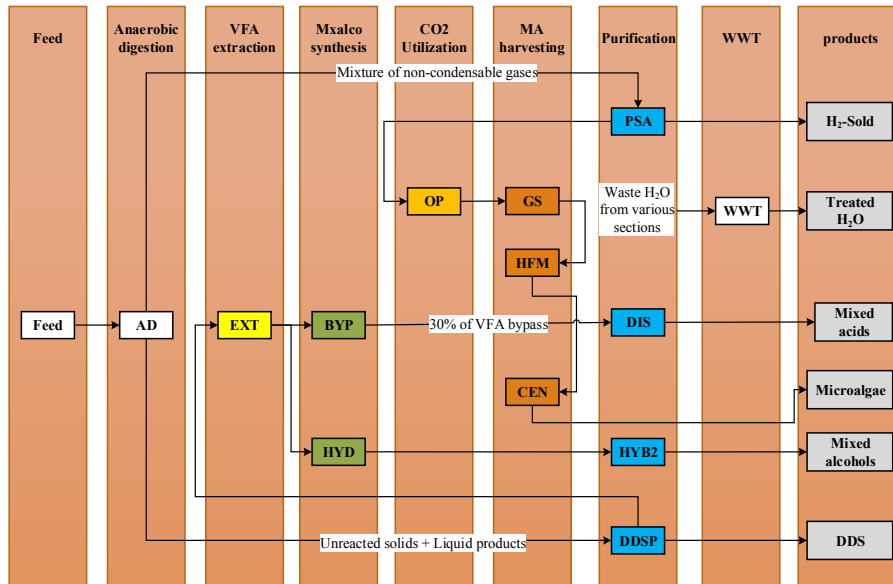 Feed
Anaerobic
digestion
VFA
extraction
Mxalco
synthesis
CO2
Utilization
MA
harvesting
Purification
WWT
products
Mixture of non-condensable gases
PSA
H₂-Sold
OP
GS
Waste H₂O
from various
sections
WWT
Treated
H₂O
HFM
Feed
AD
EXT
BYP
30% of VFA bypass
DIS
Mixed
acids
CEN
Microalgae
HYD
HYB2
Mixed
alcohols
Unreacted solids + Liquid products
DDSP
DDS